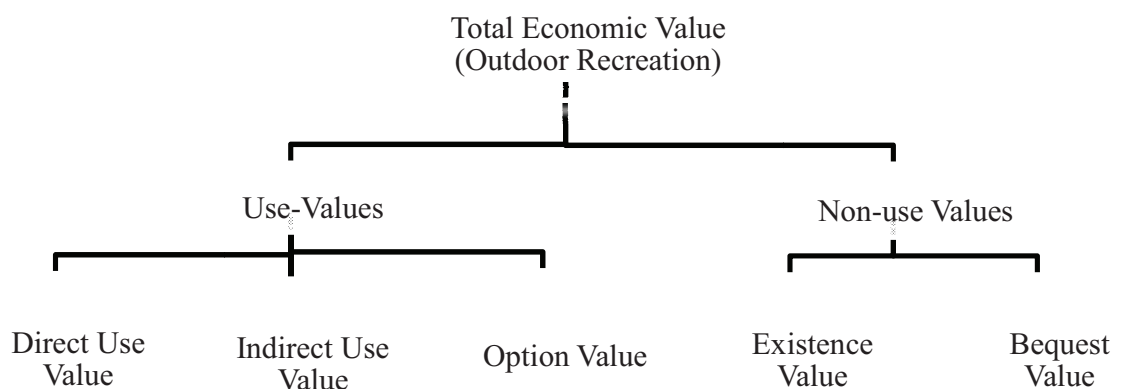 Total Economic Value
(Outdoor Recreation)
Use-Values
Non-use Values
Direct Use
Value
Indirect Use
Value
Option Value
Existence
Value
Bequest
Value